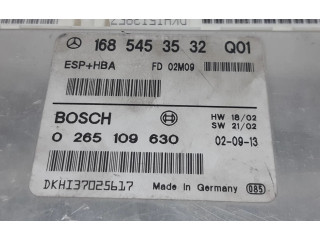 168 545 35 32 Q01
ESP+HBA FD 02M09
BOSCH HW 18/02
SW 21/02
0 265 109 630 02-09-13
DKHI37025617 Made in Germany 085